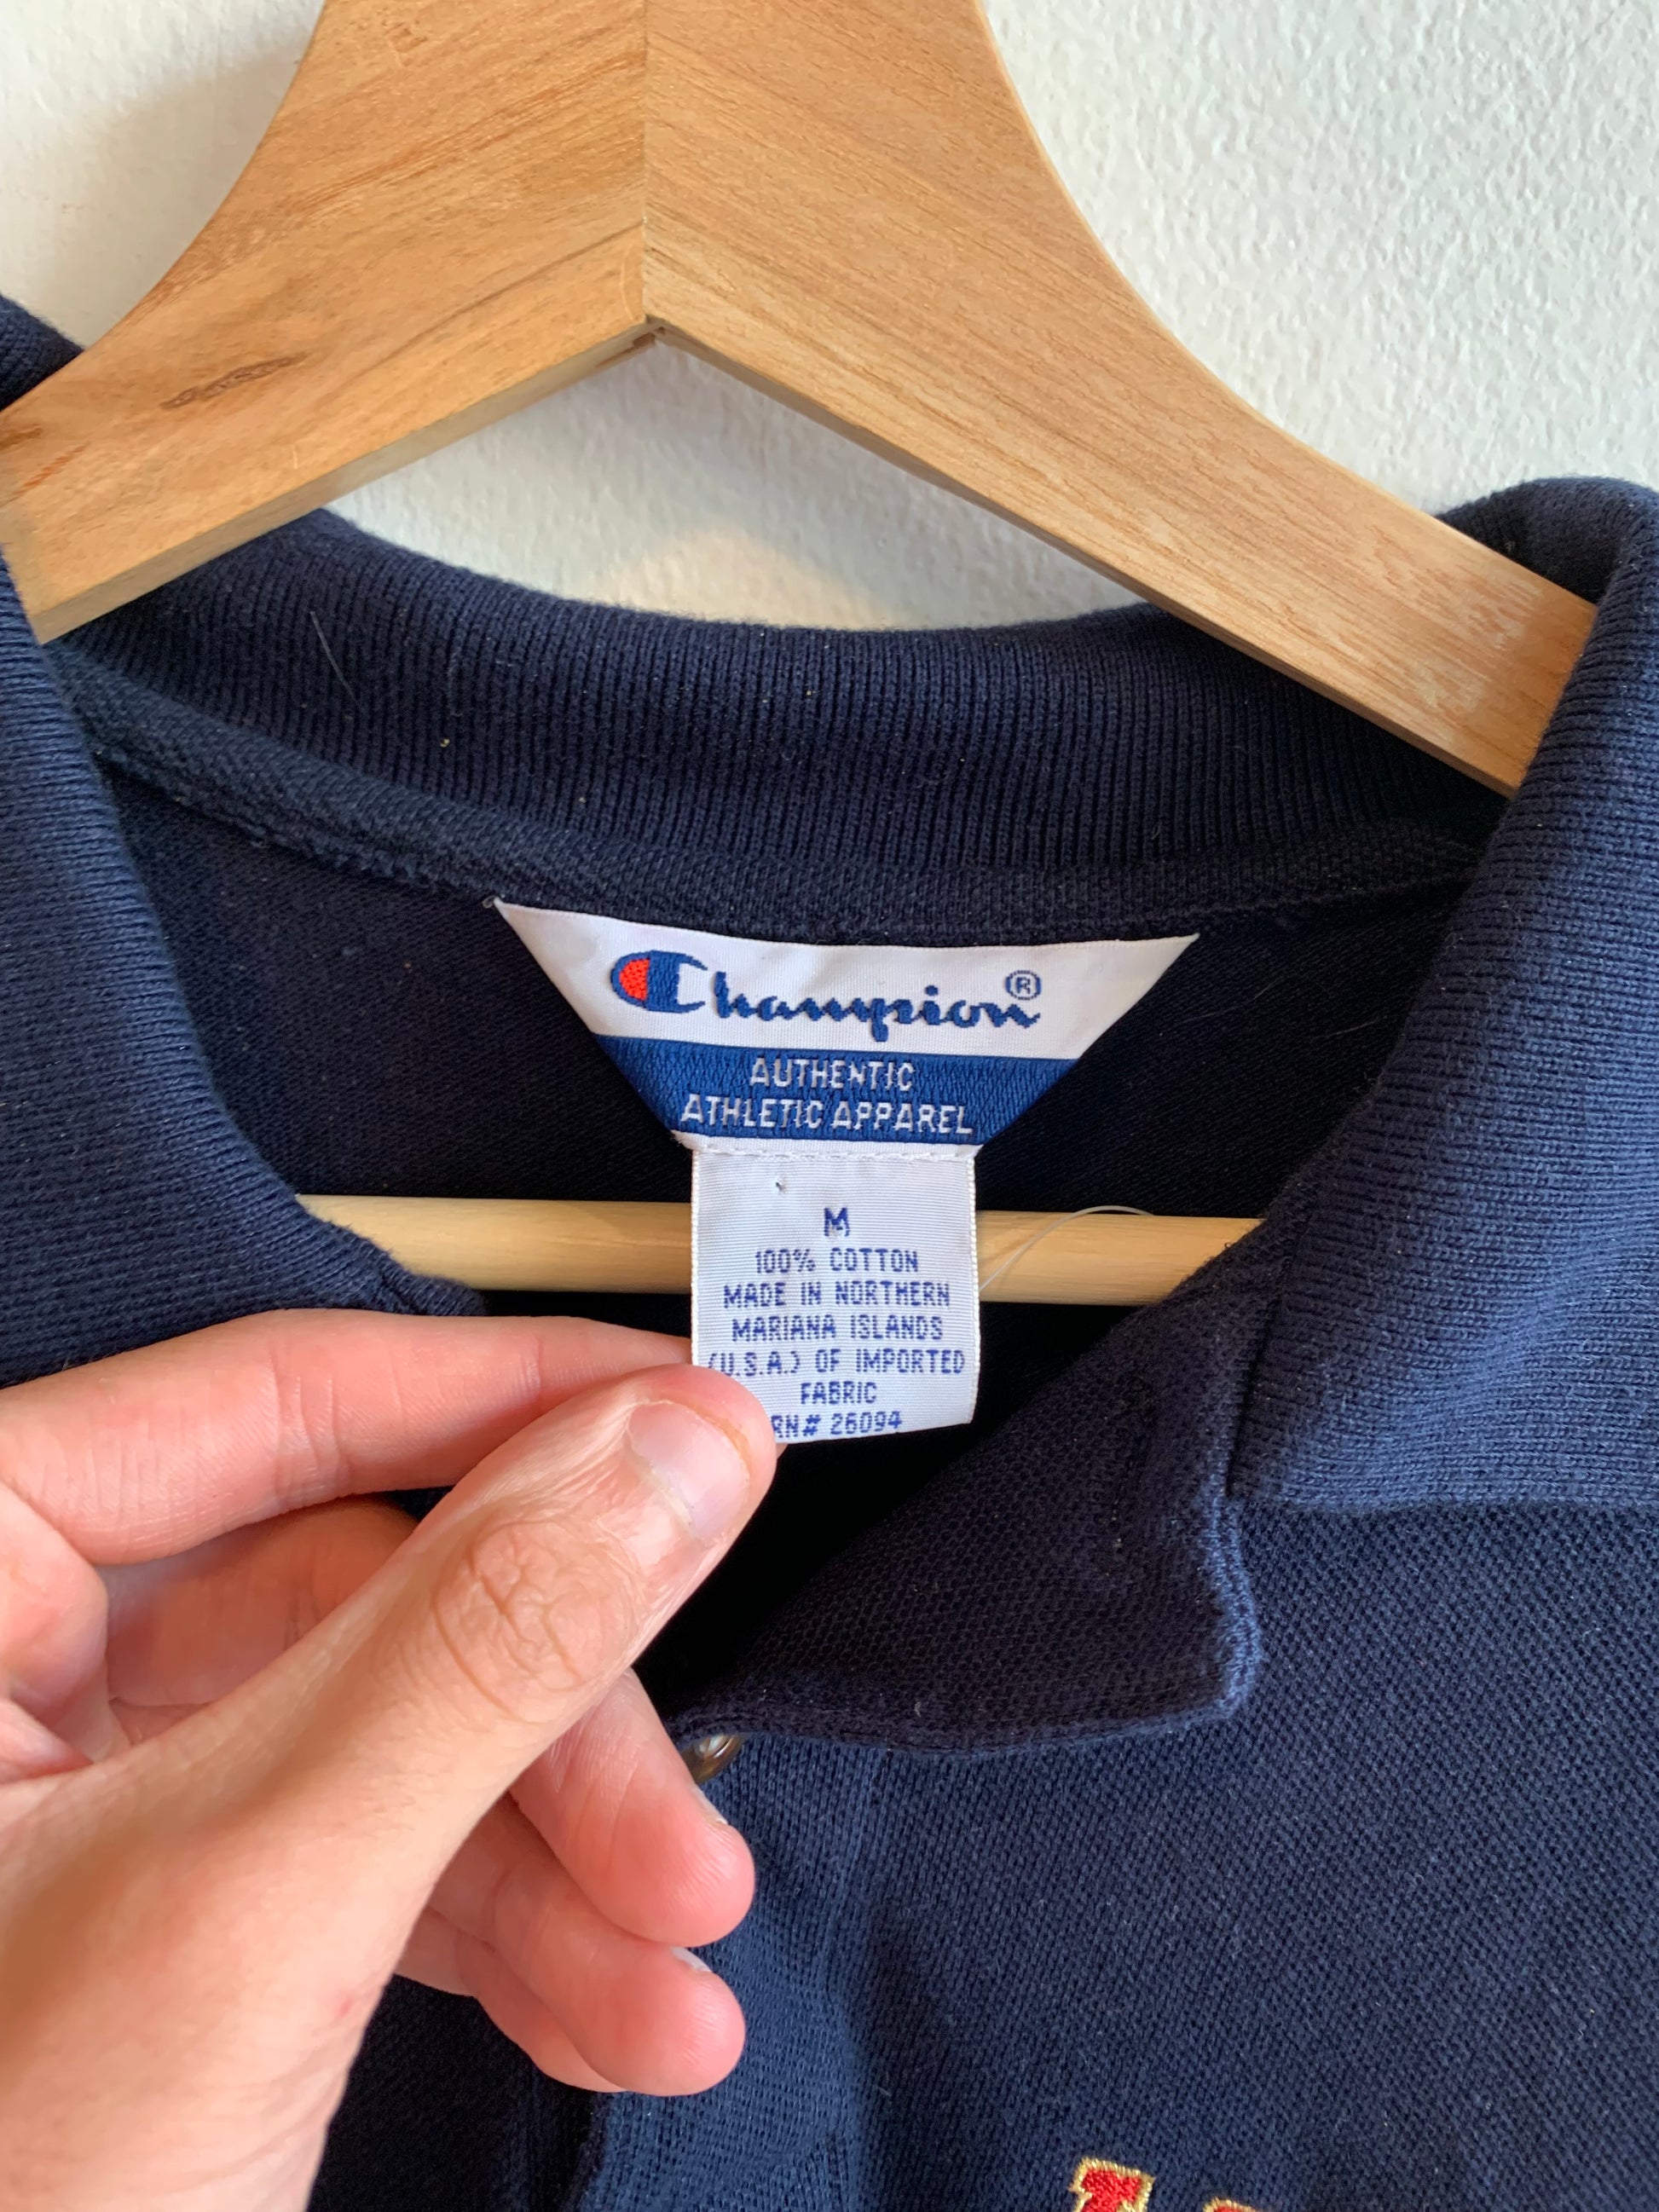 Champion®
AUTHENTIC
ATHLETIC APPAREL
M
100% COTTON
MADE IN NORTHERN
MARIANA ISLANDS
(U.S.A.) OF IMPORTED
FABRIC
RN# 26094